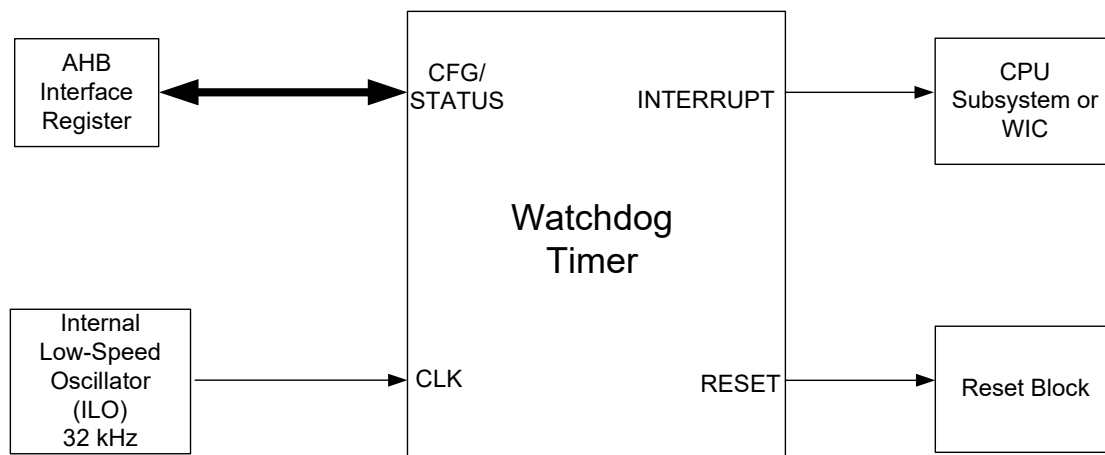 AHB
Interface
Register
CFG/
STATUS
INTERRUPT
CPU
Subsystem or
WIC
Watchdog
Timer
Internal
Low-Speed
Oscillator
(ILO)
32 kHz
CLK
RESET
Reset Block